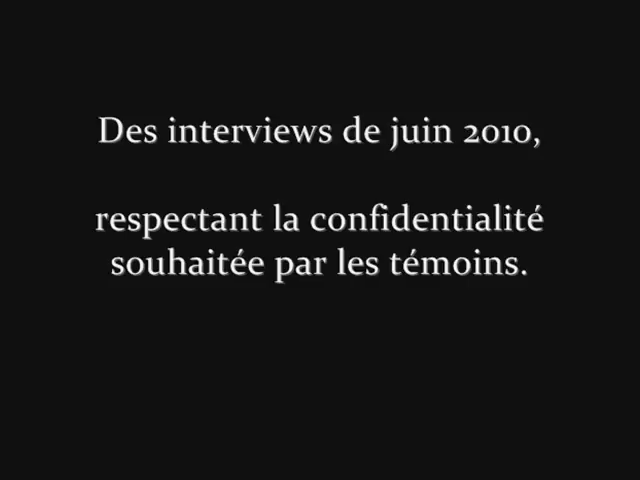 Des interviews de juin 2010,
respectant la confidentialité
souhaitée par les témoins.